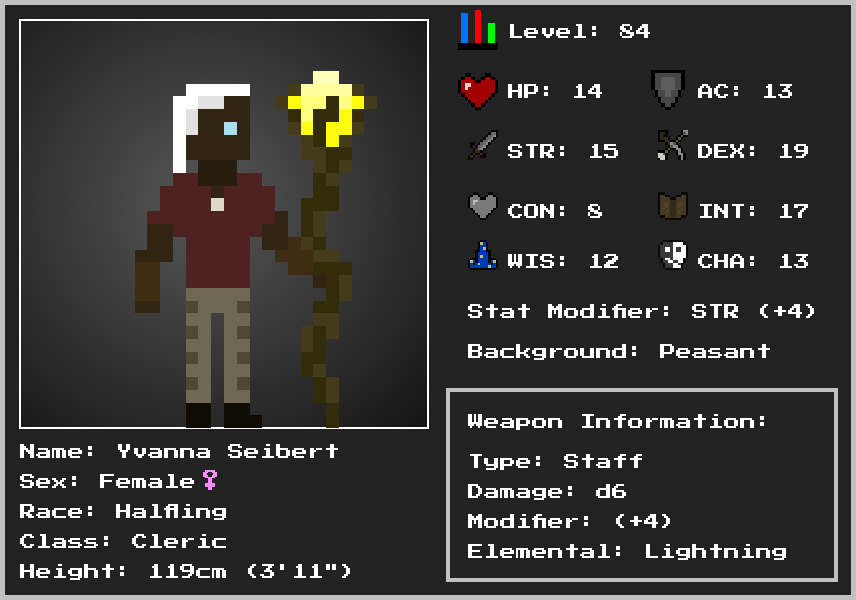 Level: 84
HP: 14
AC: 13
STR: 15
DEX: 19
CON: 8
INT: 17
WIS: 12
CHA: 13
Stat Modifier: STR (+4)
Background: Peasant
Weapon Information:
Type: Staff
Damage: d6
Modifier: (+4)
Elemental: Lightning
Name: Yvanna Seibert
Sex: Female♀
Race: Halfling
Class: Cleric
Height: 119cm (3'11")